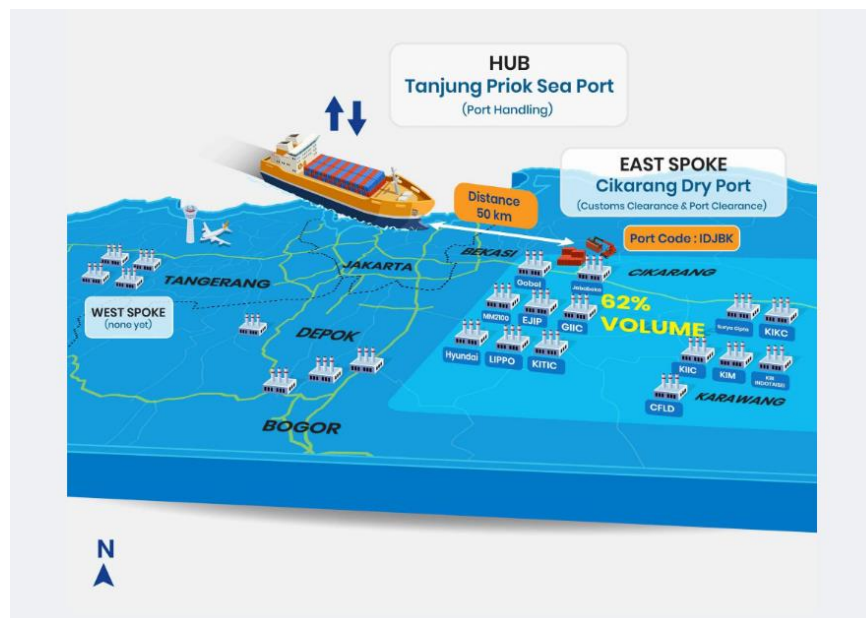 HUB
Tanjung Priok Sea Port
(Port Handling)
EAST SPOKE
Cikarang Dry Port
(Customs Clearance & Port Clearance)
Distance
50 km
Port Code : IDJBK
BEKASI
JAKARTA
CIKARANG
TANGERANG
Gobel
Jababeka
WEST SPOKE
(none yet)
62%
VOLUME
MM2100
EJIP
GIIC
Surya Cipta
KIKC
DEPOK
Hyundai
LIPPO
KITIC
KIIC
KIM
KBI
INDOTAISEI
CFLD
KARAWANG
BOGOR
N